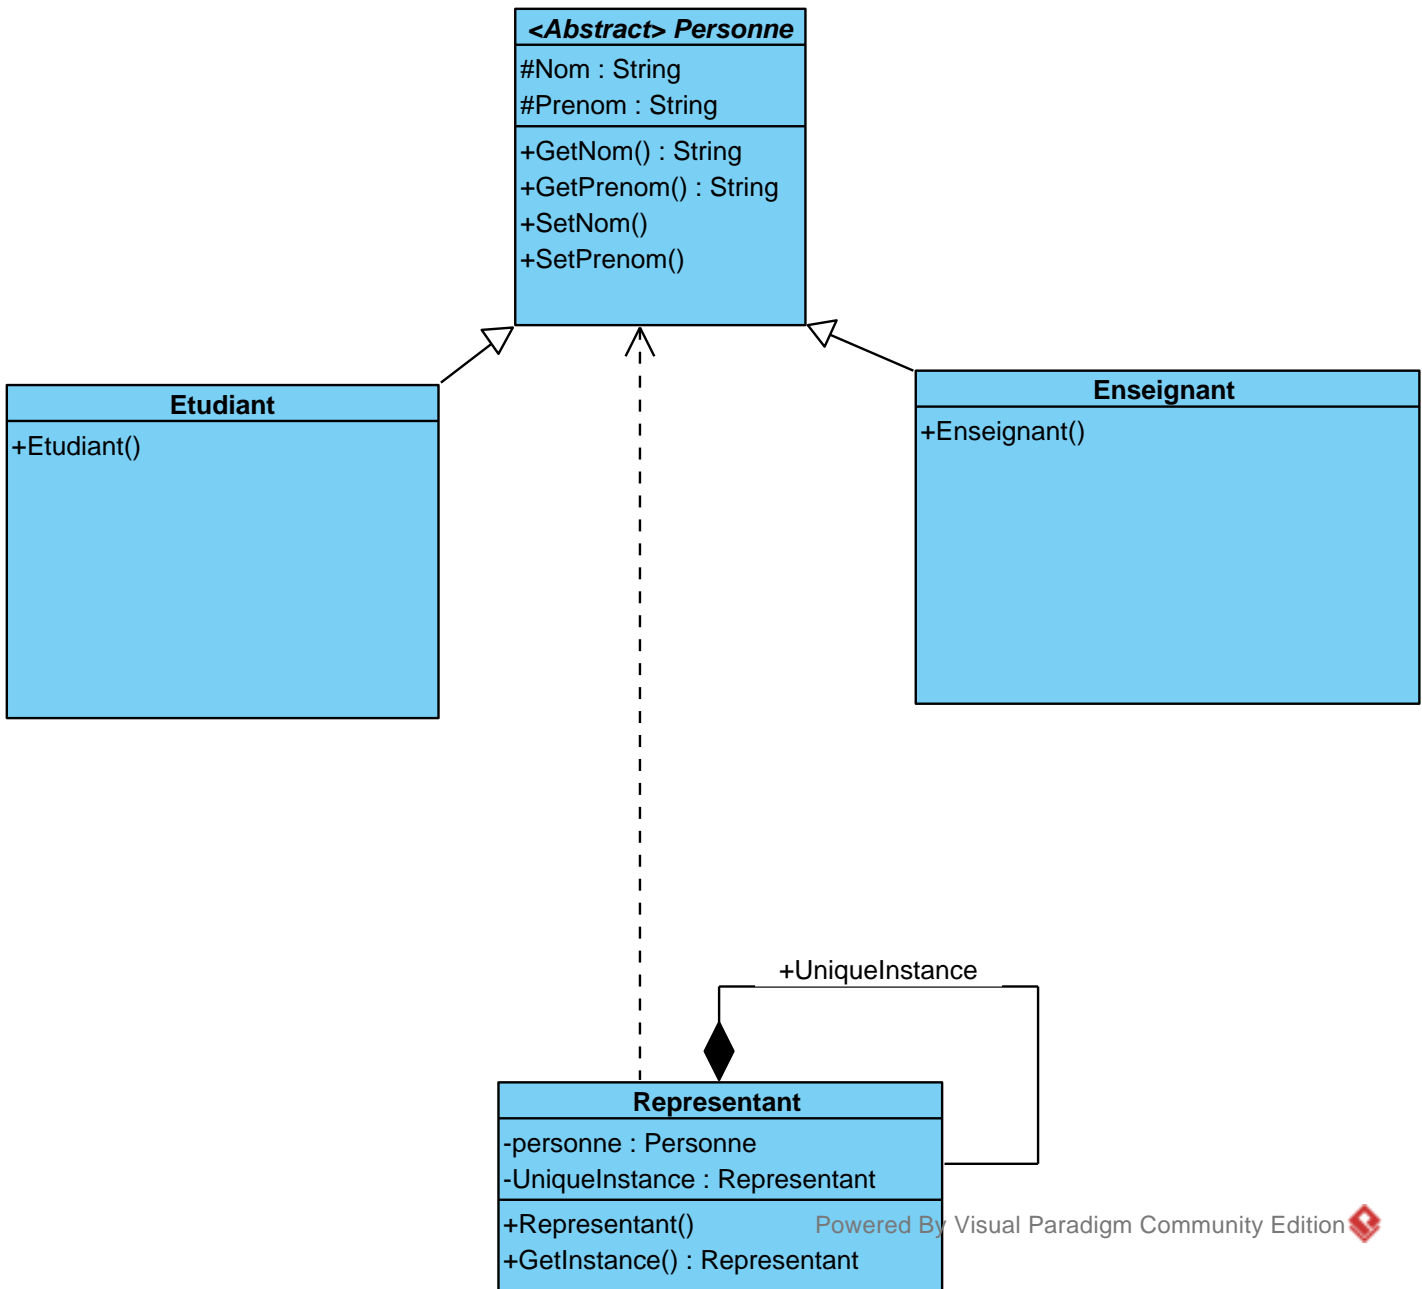 <Abstract> Personne
#Nom : String
#Prenom : String
+GetNom() : String
+GetPrenom() : String
+SetNom()
+SetPrenom()
Etudiant
+Etudiant()
Enseignant
+Enseignant()
+UniqueInstance
Representant
-personne : Personne
-UniqueInstance : Representant
+Representant()
+GetInstance() : Representant
Powered By Visual Paradigm Community Edition